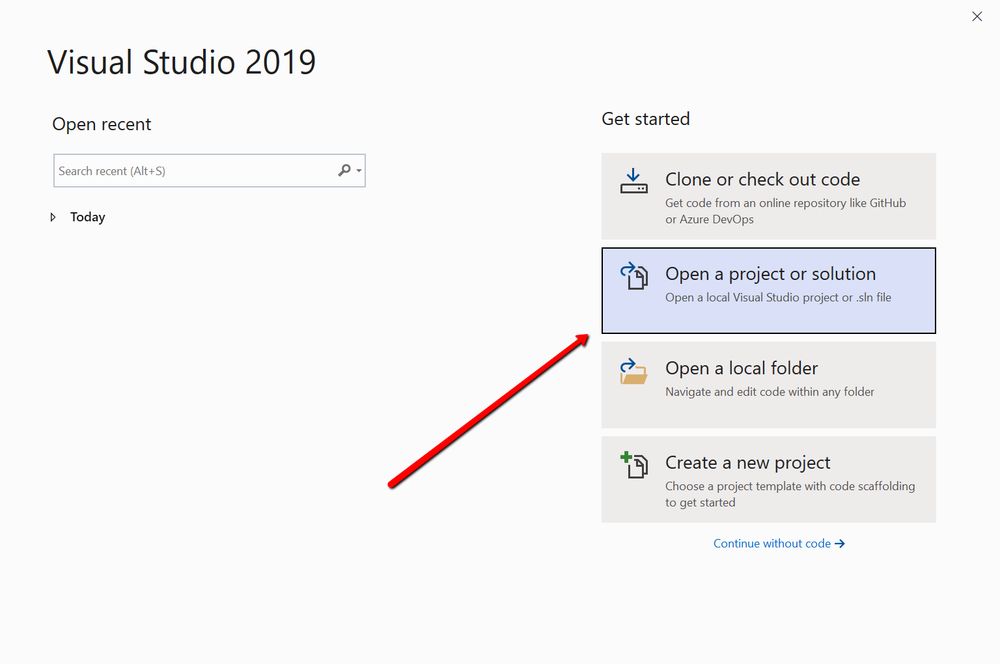 Visual Studio 2019
Open recent
Search recent (Alt+S)
Today
Get started
Clone or check out code
Get code from an online repository like GitHub
or Azure DevOps
Open a project or solution
Open a local Visual Studio project or .sln file
Open a local folder
Navigate and edit code within any folder
Create a new project
Choose a project template with code scaffolding
to get started
Continue without code